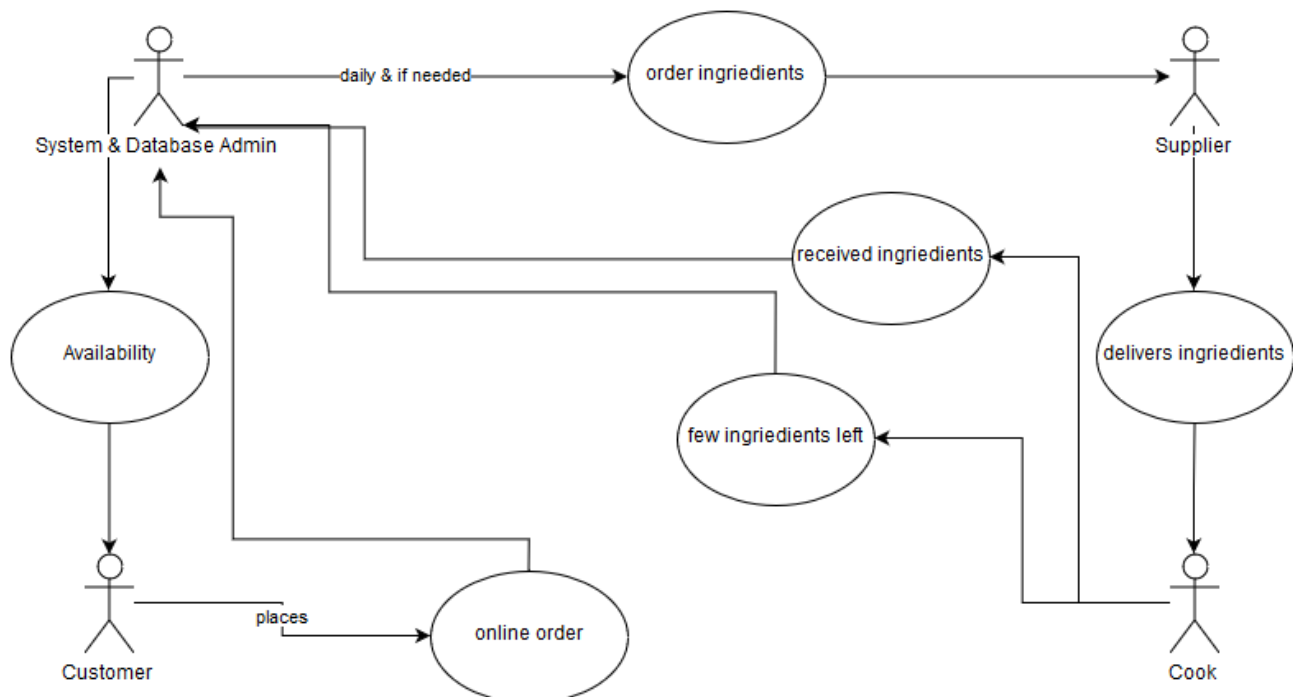 daily & if needed
order ingriedients
System & Database Admin
Supplier
received ingriedients
Availability
delivers ingriedients
few ingriedients left
places
online order
Customer
Cook